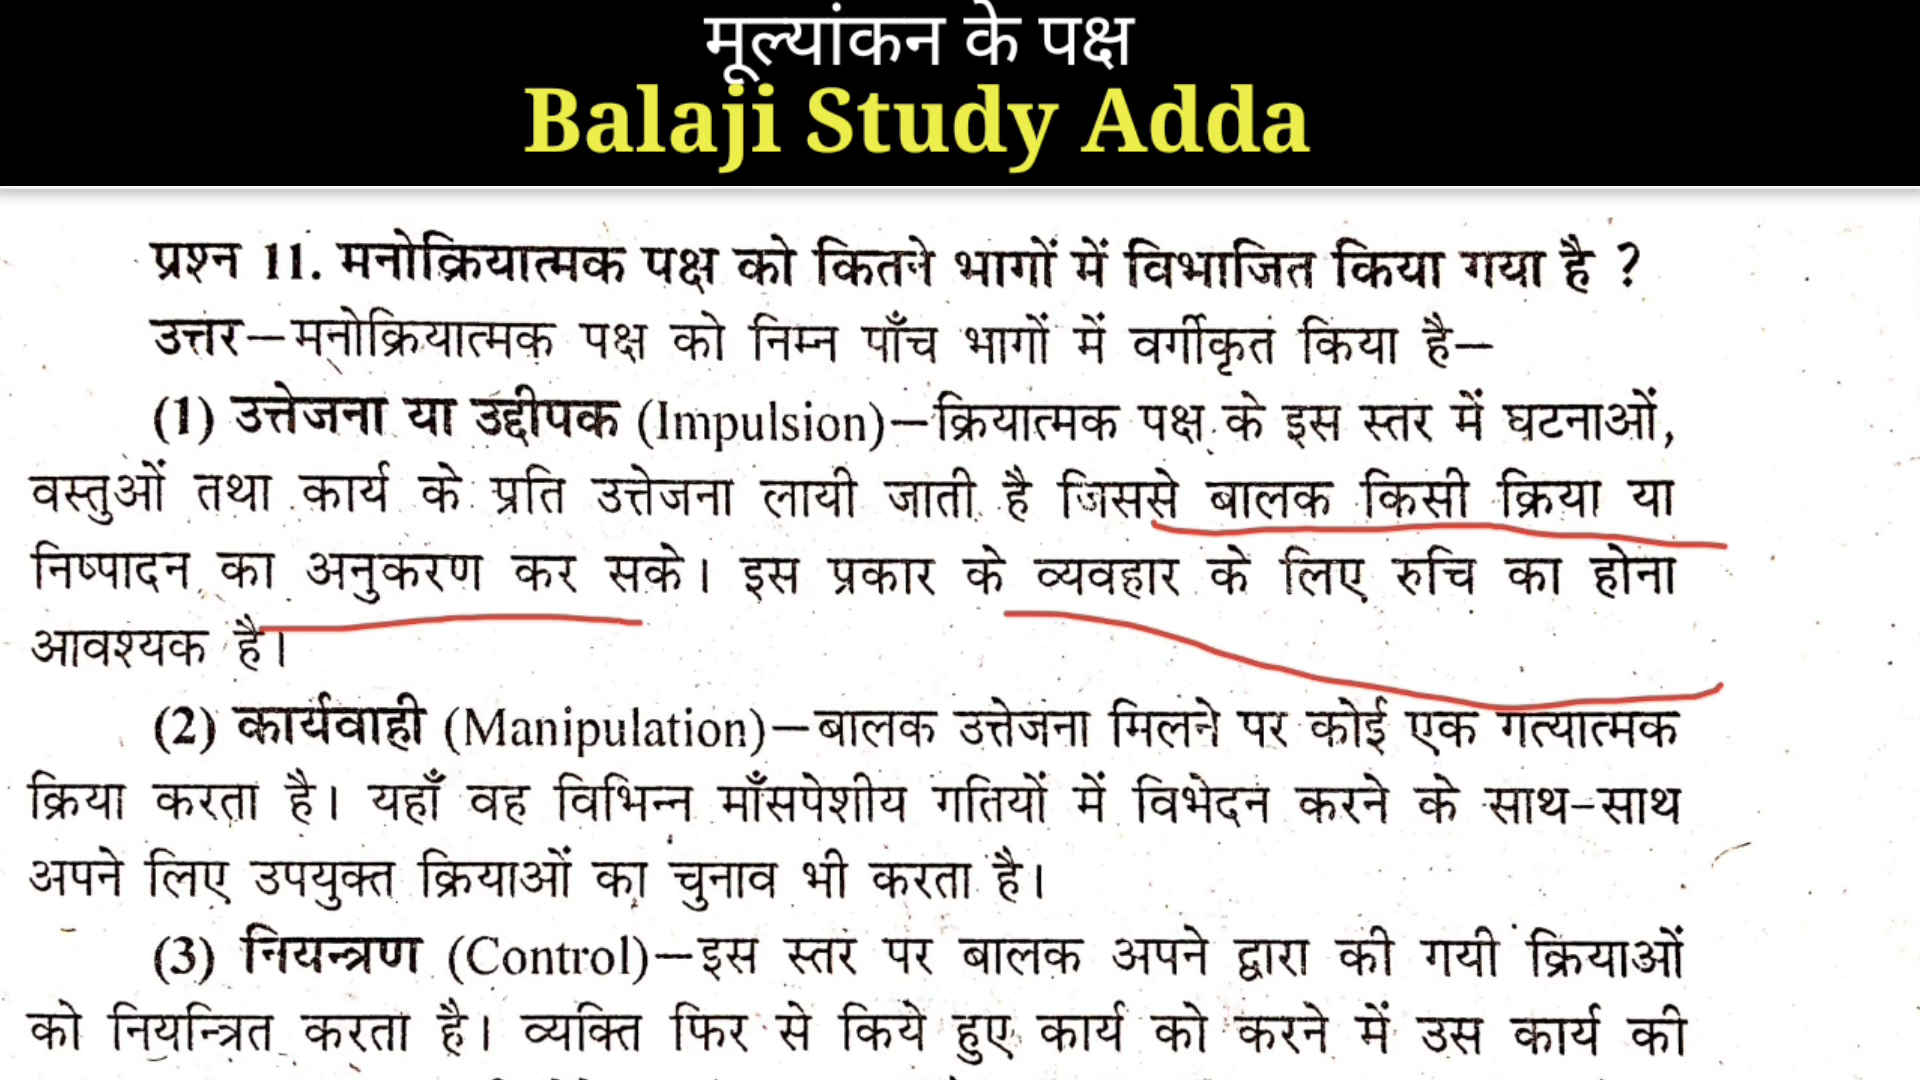 मूल्यांकन के पक्ष
Balaji Study Adda
प्रश्न 11. मनोक्रियात्मक पक्ष को कितने भागों में विभाजित किया गया है ?
उत्तर–मनोक्रियात्मक पक्ष को निम्न पाँच भागों में वर्गीकृत किया है–
(1) उत्तेजना या उद्दीपक (Impulsion)–क्रियात्मक पक्ष के इस स्तर में घटनाओं,
वस्तुओं तथा कार्य के प्रति उत्तेजना लायी जाती है जिससे बालक किसी क्रिया या
निष्पादन का अनुकरण कर सके। इस प्रकार के व्यवहार के लिए रुचि का होना
आवश्यक है।
(2) कार्यवाही (Manipulation)–बालक उत्तेजना मिलने पर कोई एक गत्यात्मक
क्रिया करता है। यहाँ वह विभिन्न माँसपेशीय गतियों में विभेदन करने के साथ-साथ
अपने लिए उपयुक्त क्रियाओं का चुनाव भी करता है।
(3) नियन्त्रण (Control)–इस स्तर पर बालक अपने द्वारा की गयी क्रियाओं
को नियन्त्रित करता है। व्यक्ति फिर से किये हुए कार्य को करने में उस कार्य की